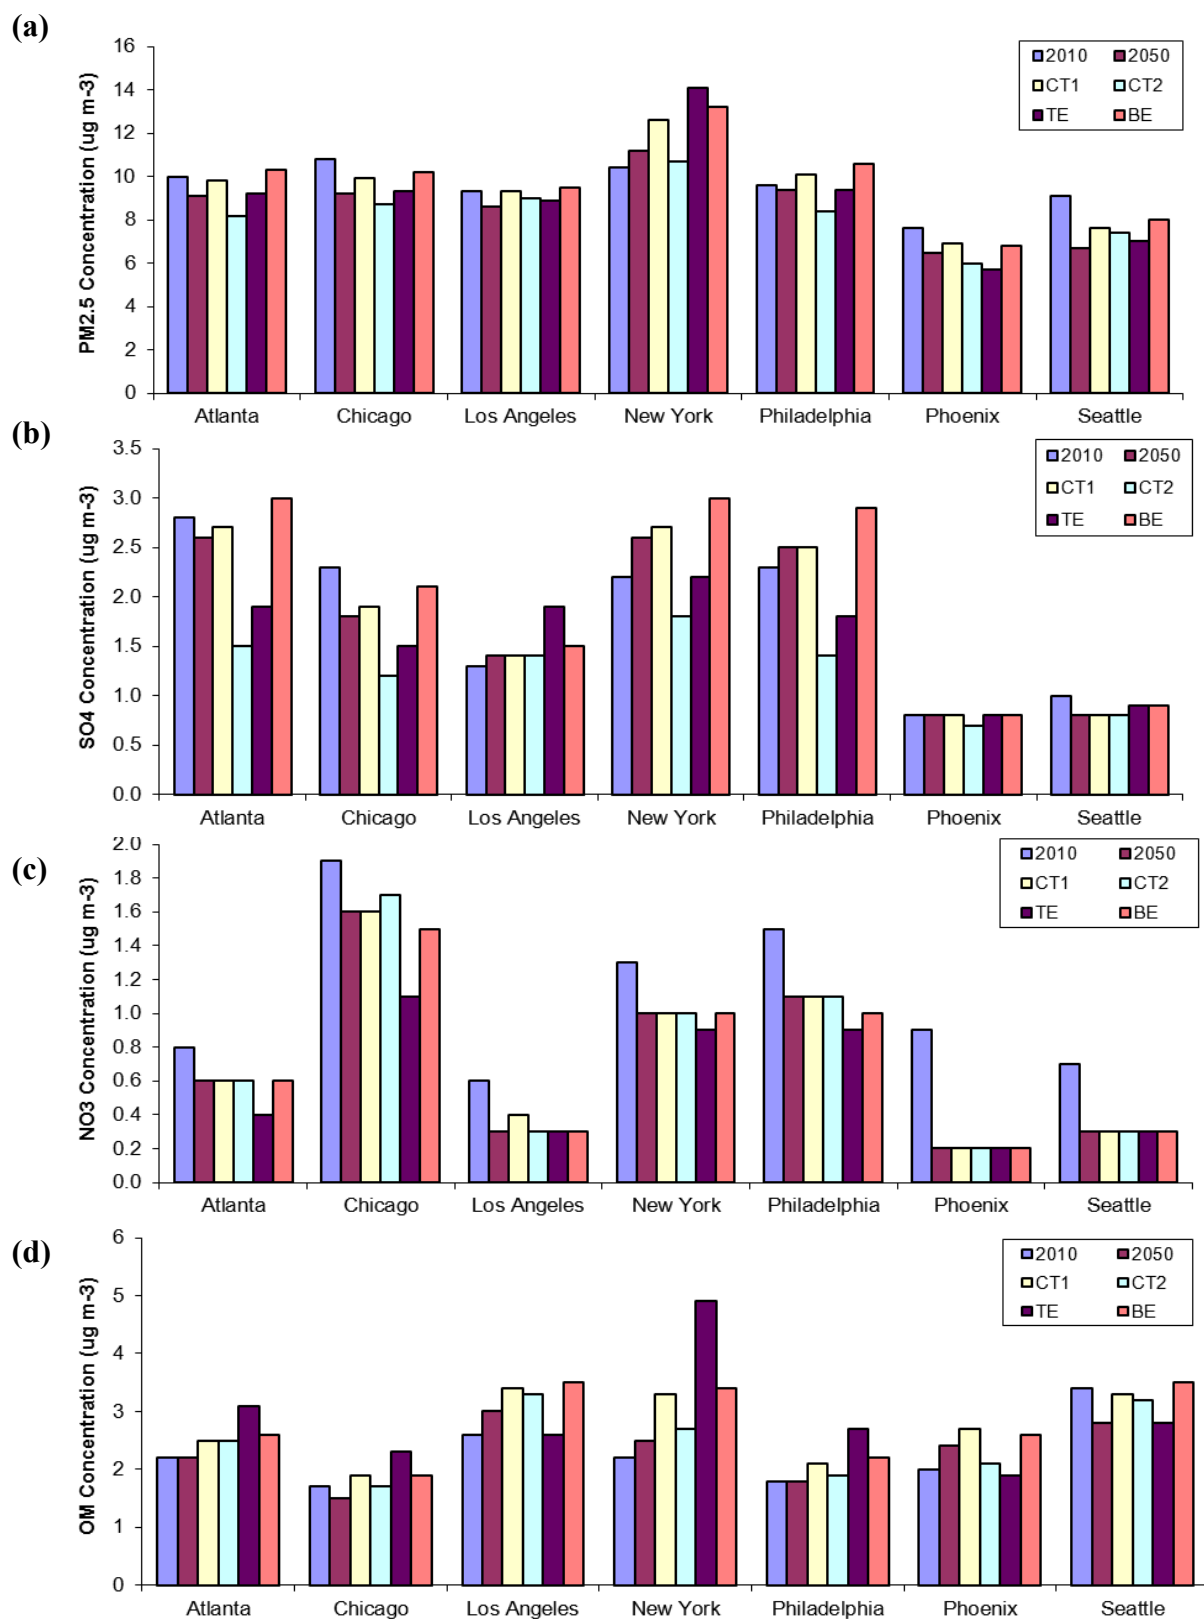 (a)
PM2.5 Concentration (ug m-3)
16
14
12
10
8
6
4
2
0
2010 2050
CT1 CT2
TE BE
Atlanta Chicago Los Angeles New York Philadelphia Phoenix Seattle
(b)
SO4 Concentration (ug m-3)
3.5
3.0
2.5
2.0
1.5
1.0
0.5
0.0
2010 2050
CT1 CT2
TE BE
Atlanta Chicago Los Angeles New York Philadelphia Phoenix Seattle
(c)
NO3 Concentration (ug m-3)
2.0
1.8
1.6
1.4
1.2
1.0
0.8
0.6
0.4
0.2
0.0
2010 2050
CT1 CT2
TE BE
Atlanta Chicago Los Angeles New York Philadelphia Phoenix Seattle
(d)
OM Concentration (ug m-3)
6
5
4
3
2
1
0
2010 2050
CT1 CT2
TE BE
Atlanta Chicago Los Angeles New York Philadelphia Phoenix Seattle